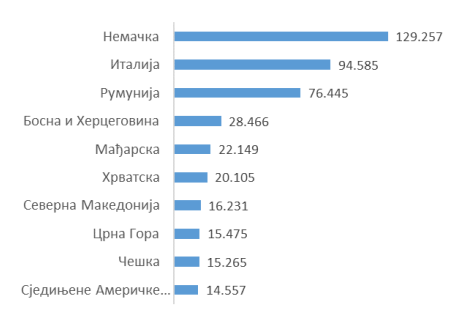 Немачка 129.257
Италија 94.585
Румунија 76.445
Босна и Херцеговина 28.466
Мађарска 22.149
Хрватска 20.105
Северна Македонија 16.231
Црна Гора 15.475
Чешка 15.265
Сједињене Америчке... 14.557